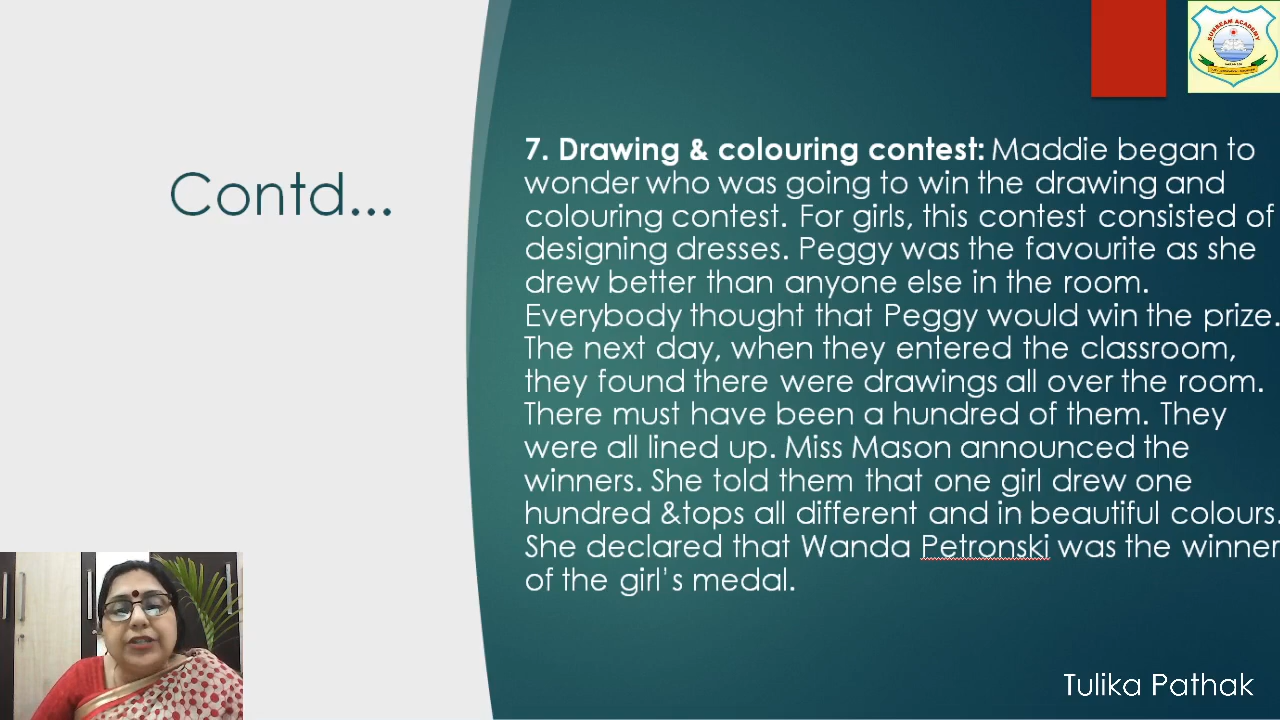 SUNBEAM ACADEMY
Contd...
7. Drawing & colouring contest: Maddie began to
wonder who was going to win the drawing and
colouring contest. For girls, this contest consisted of
designing dresses. Peggy was the favourite as she
drew better than anyone else in the room.
Everybody thought that Peggy would win the prize.
The next day, when they entered the classroom,
they found there were drawings all over the room.
There must have been a hundred of them. They
were all lined up. Miss Mason announced the
winners. She told them that one girl drew one
hundred &tops all different and in beautiful colours.
She declared that Wanda Petronski was the winner
of the girl's medal.
Tulika Pathak